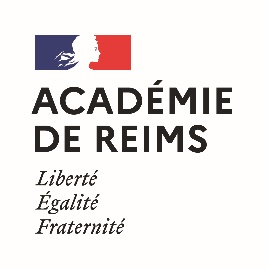 ACADÉMIE
DE REIMS
Liberté
Égalité
Fraternité